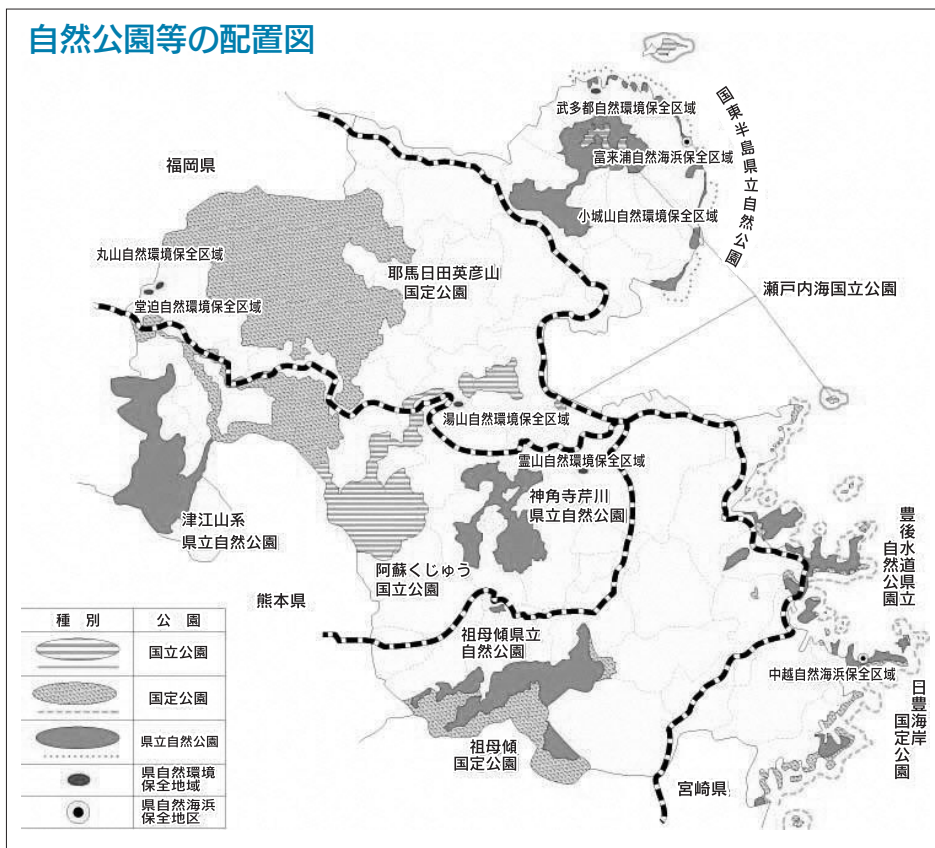 自然公園等の配置図
武多都自然環境保全区域
国東半島県立自然公園
富来浦自然海浜保全区域
福岡県
小城山自然環境保全区域
丸山自然環境保全区域
耶馬日田英彦山
国定公園
瀬戸内海国立公園
堂迫自然環境保全区域
湯山自然環境保全区域
霊山自然環境保全区域
神角寺芹川
県立自然公園
津江山系
県立自然公園
豊後水道県立
自然公園
阿蘇くじゅう
国立公園
熊本県
祖母傾県立
自然公園
中越自然海浜保全区域
日豊海岸
国定公園
祖母傾
国定公園
宮崎県
種 別 公 園
国立公園
国定公園
県立自然公園
県自然環境
保全地域
県自然海浜
保全地区